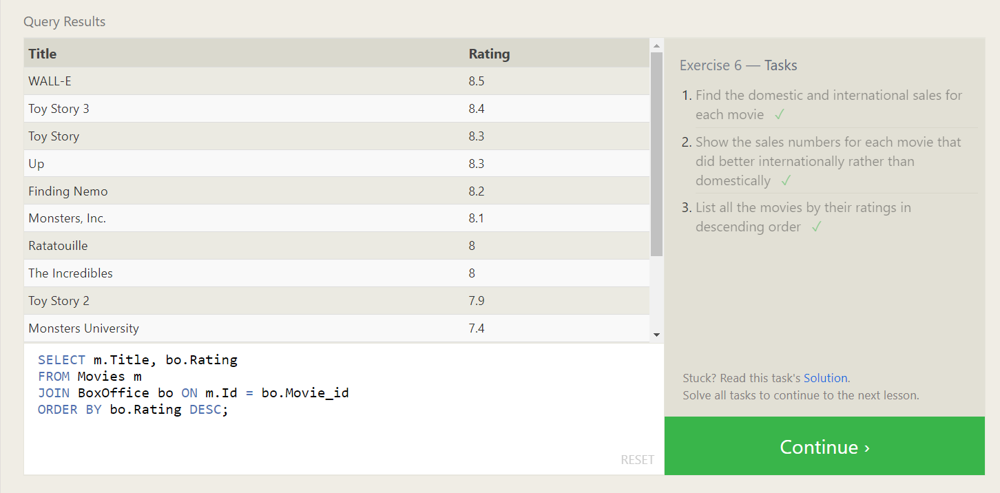 Query Results
Title Rating
WALL-E 8.5
Toy Story 3 8.4
Toy Story 8.3
Up 8.3
Finding Nemo 8.2
Monsters, Inc. 8.1
Ratatouille 8
The Incredibles 8
Toy Story 2 7.9
Monsters University 7.4
SELECT m.Title, bo.Rating
FROM Movies m
JOIN BoxOffice bo ON m.Id = bo.Movie_id
ORDER BY bo.Rating DESC;
RESET
Exercise 6 — Tasks
1. Find the domestic and international sales for
each movie ✓
2. Show the sales numbers for each movie that
did better internationally rather than
domestically ✓
3. List all the movies by their ratings in
descending order ✓
Stuck? Read this task's Solution.
Solve all tasks to continue to the next lesson.
Continue ›